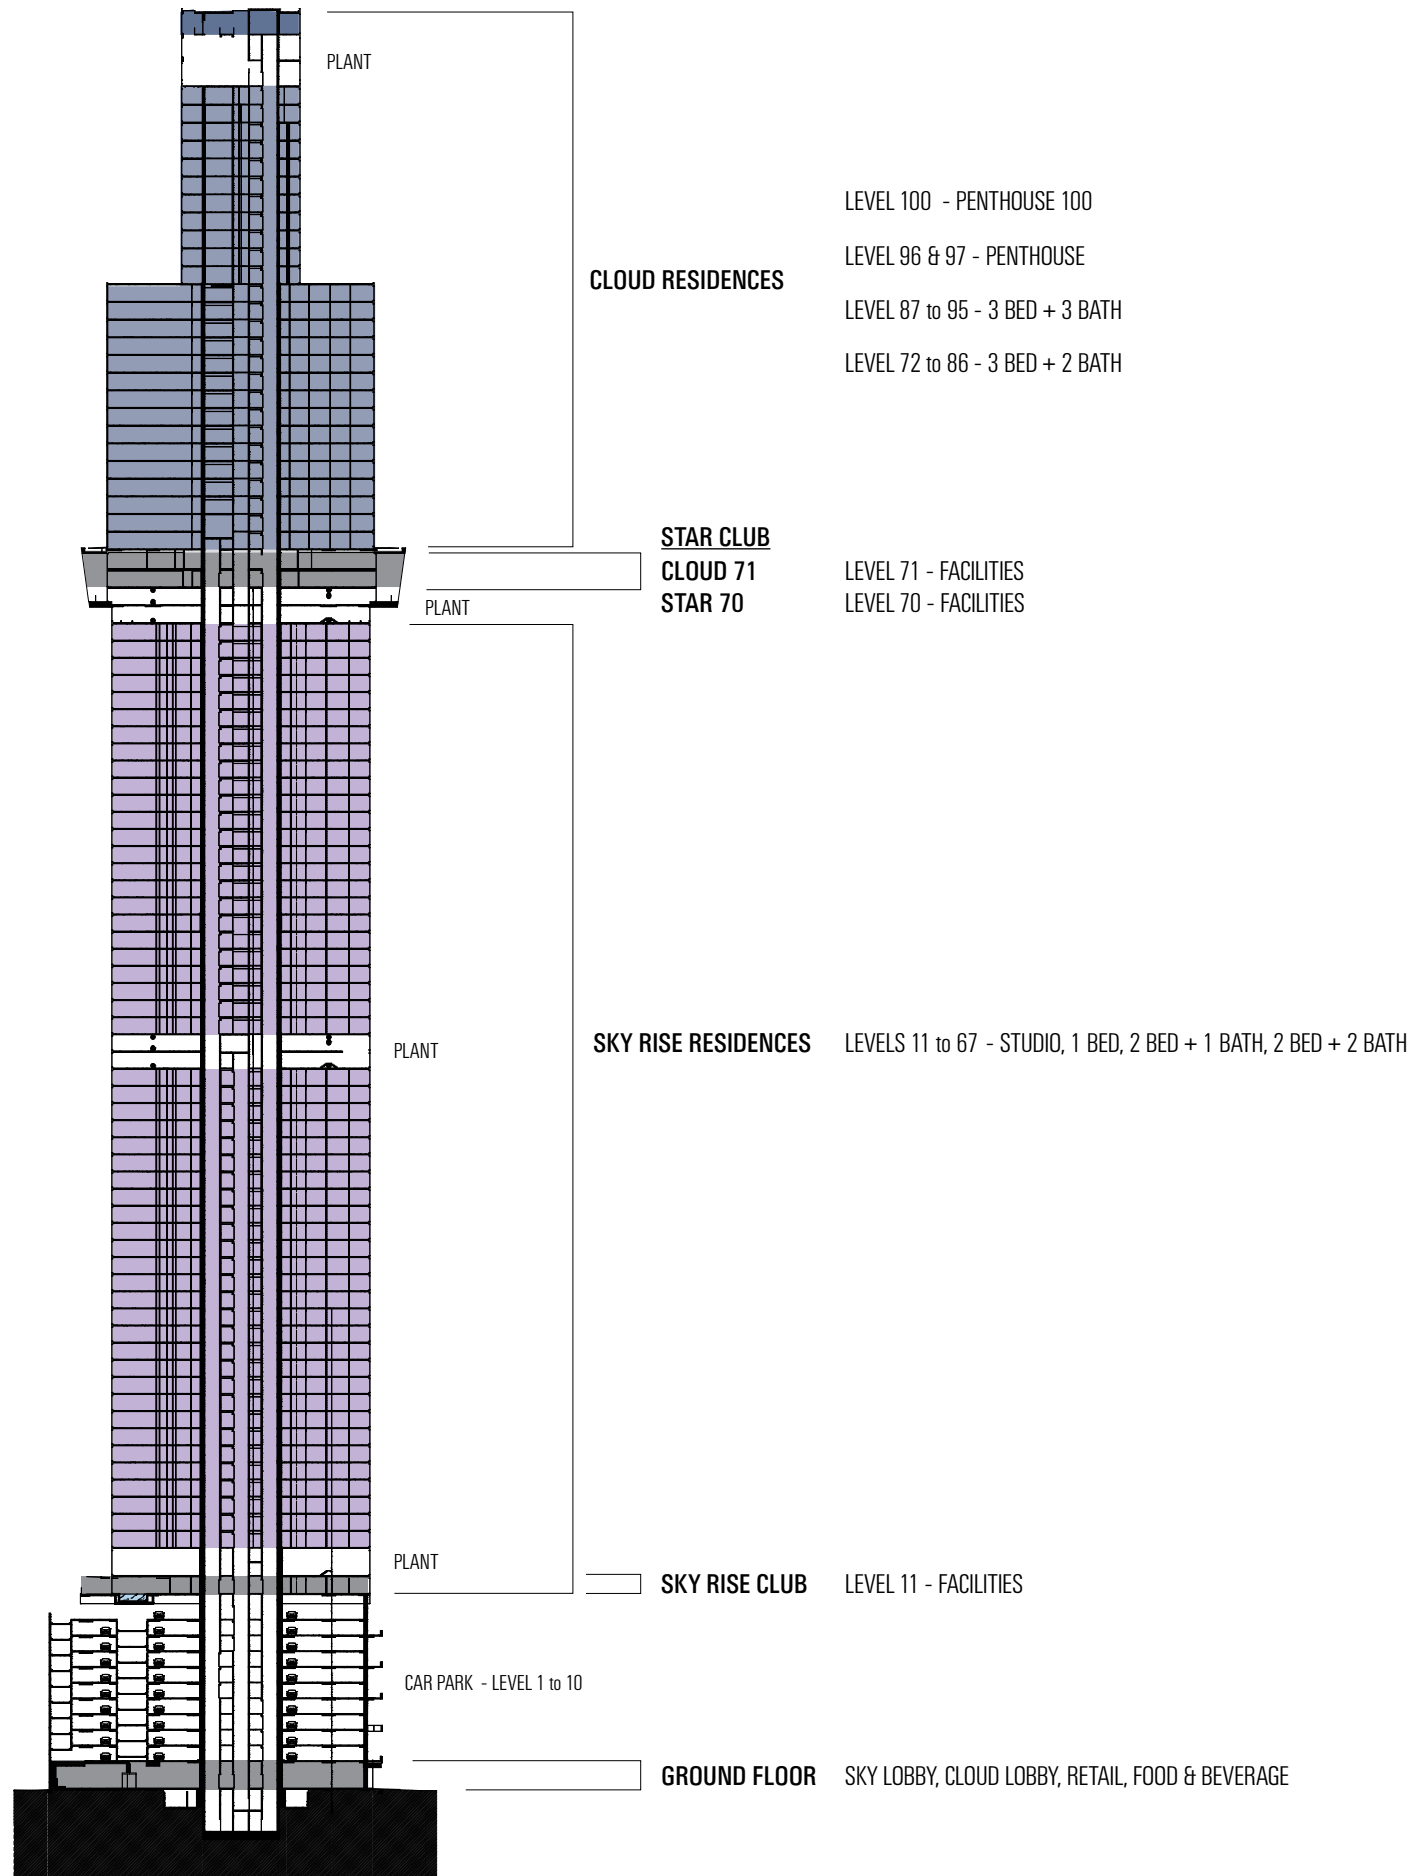 PLANT
LEVEL 100 - PENTHOUSE 100
LEVEL 96 & 97 - PENTHOUSE
CLOUD RESIDENCES
LEVEL 87 to 95 - 3 BED + 3 BATH
LEVEL 72 to 86 - 3 BED + 2 BATH
STAR CLUB
CLOUD 71 LEVEL 71 - FACILITIES
STAR 70 LEVEL 70 - FACILITIES
PLANT
PLANT
SKY RISE RESIDENCES LEVELS 11 to 67 - STUDIO, 1 BED, 2 BED + 1 BATH, 2 BED + 2 BATH
PLANT
SKY RISE CLUB LEVEL 11 - FACILITIES
CAR PARK - LEVEL 1 to 10
GROUND FLOOR SKY LOBBY, CLOUD LOBBY, RETAIL, FOOD & BEVERAGE